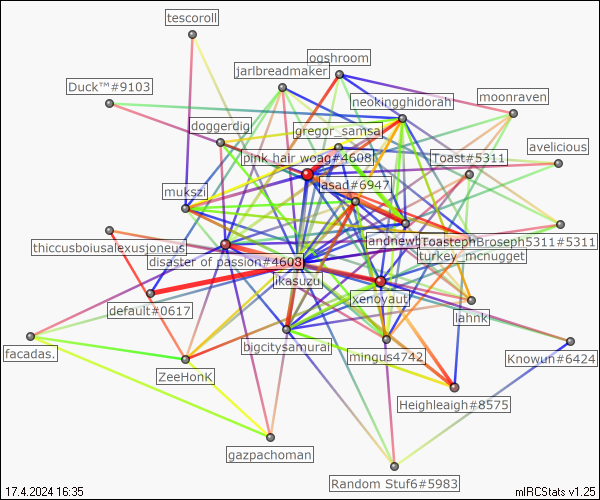 tescoroll
ogshroom
jarlbreadmaker
Duck™#9103
neokingghidorah
moonraven
doggerdig
gregor_samsa
avelicious
pink hair woag#4608
Toast#5311
asad#6947
mukszi
thiccusboiusalexusjoneus
ToastephBroseph5311#5311
disaster of passion#4608
turkey_mcnugget
ikasuzu
xenoyaut
default#0617
iahnk
facadas.
bigcitysamurai
mingus4742
Knowun#6424
ZeeHonK
Heighleaigh#8575
gazpachoman
Random Stuf6#5983
17.4.2024 16:35
mIRCStats v1.25